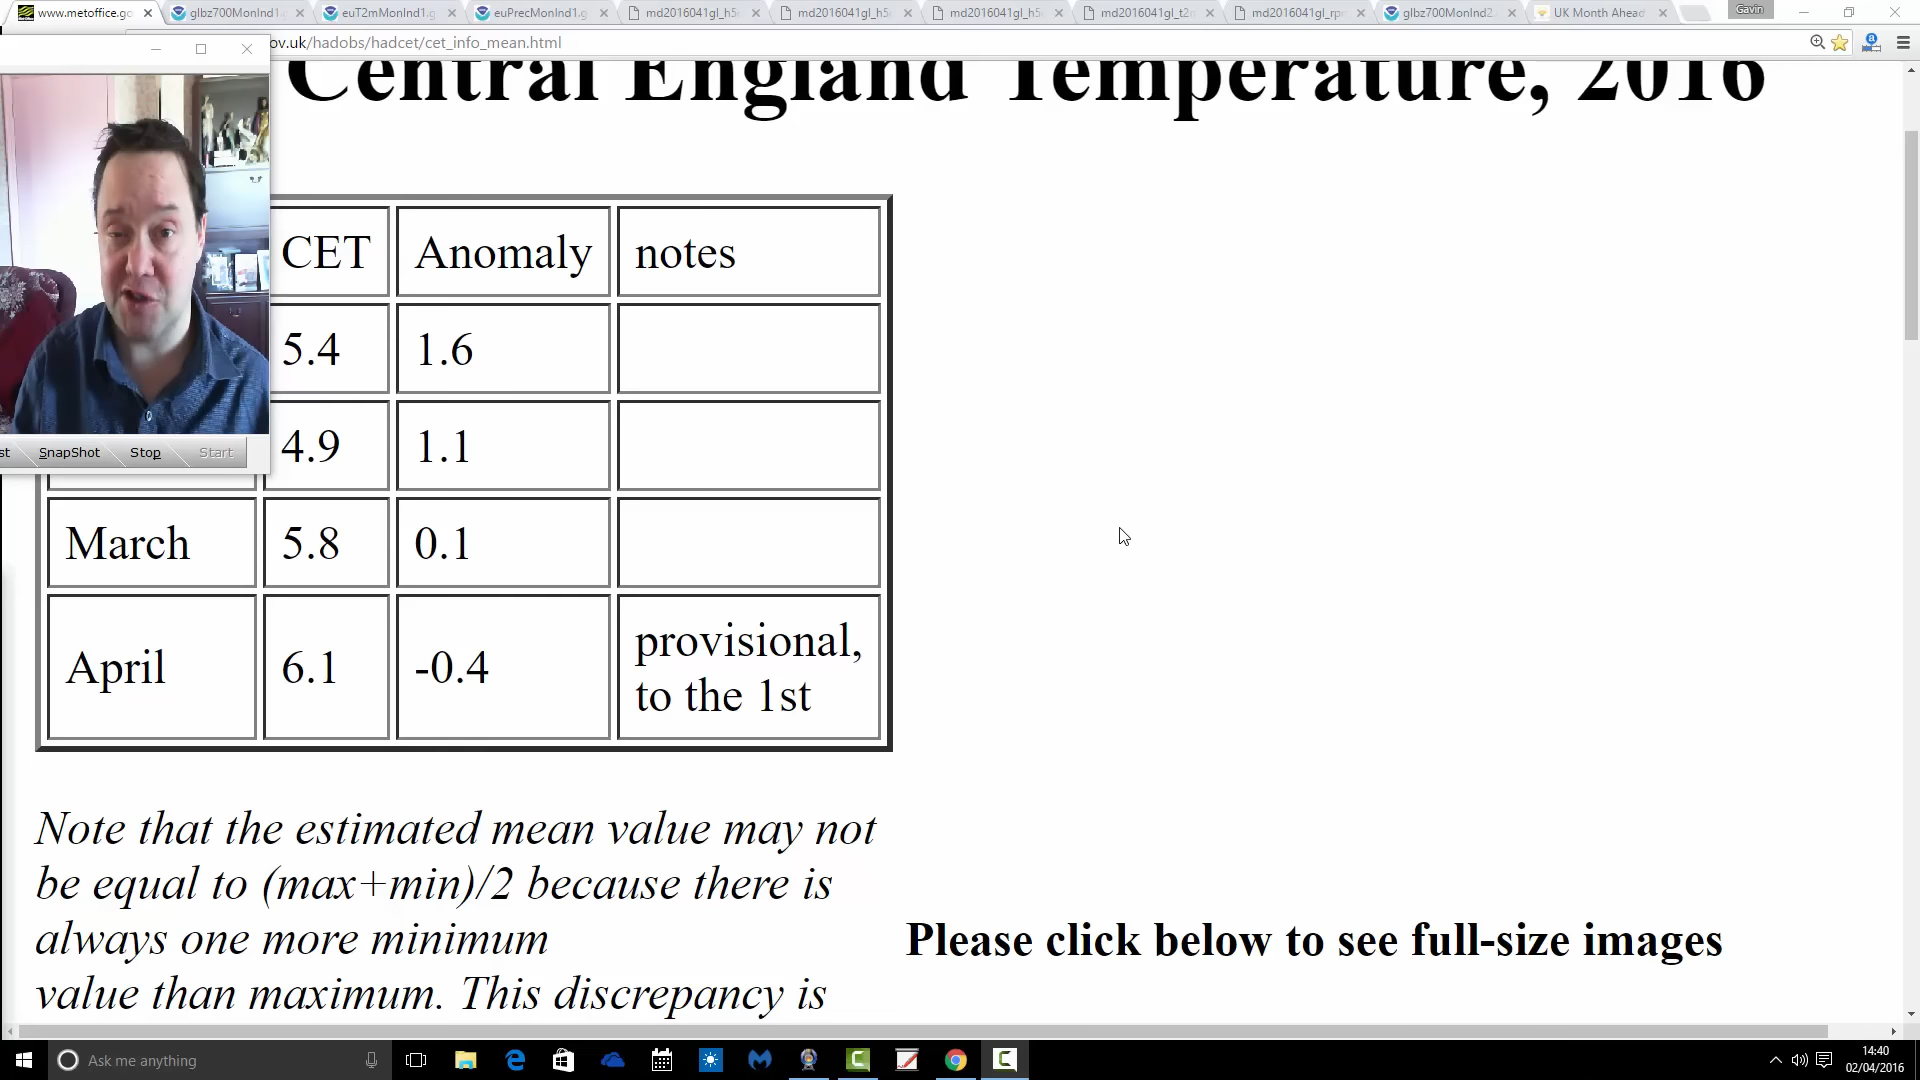 www.metoffice.go
glbz700MonInd1.
euT2mMonInd1.g
euPrecMonInd1.g
md2016041gl_h5
md2016041gl_h5
md2016041gl_h5
md2016041gl_t2
md2016041gl_rp
glbz700MonInd2.
UK Month Ahead
Gavin
ov.uk/hadobs/hadcet/cet_info_mean.html
Central England Temperature, 2016
CET Anomaly notes
5.4 1.6
4.9 1.1
March 5.8 0.1
April 6.1 -0.4 provisional,
to the 1st
st SnapShot Stop Start
Note that the estimated mean value may not
be equal to (max+min)/2 because there is
always one more minimum
value than maximum. This discrepancy is
Please click below to see full-size images
Ask me anything
14:40
02/04/2016